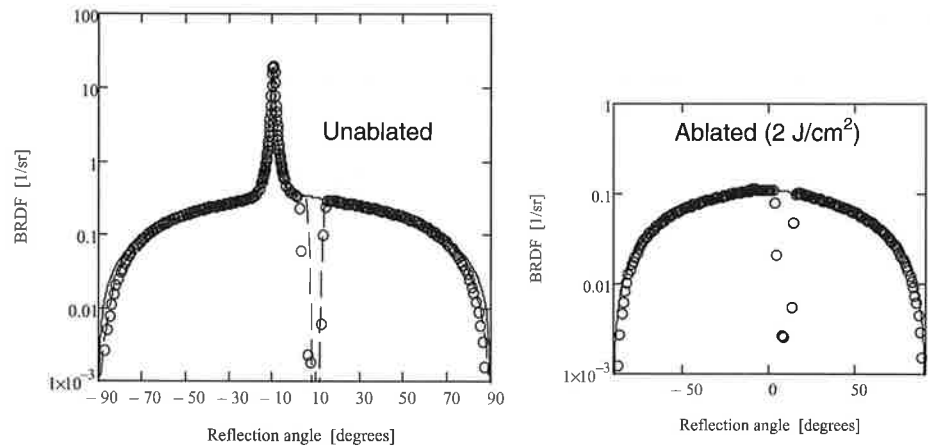 100
10
1
0.1
0.01
1×10⁻³
BRDF [1/sr]
Unablated
−90 −70 −50 −30 −10 10 30 50 70 90
Reflection angle [degrees]
1
0.1
0.01
1×10⁻³
BRDF [1/sr]
Ablated (2 J/cm²)
−50 0 50
Reflection angle [degrees]